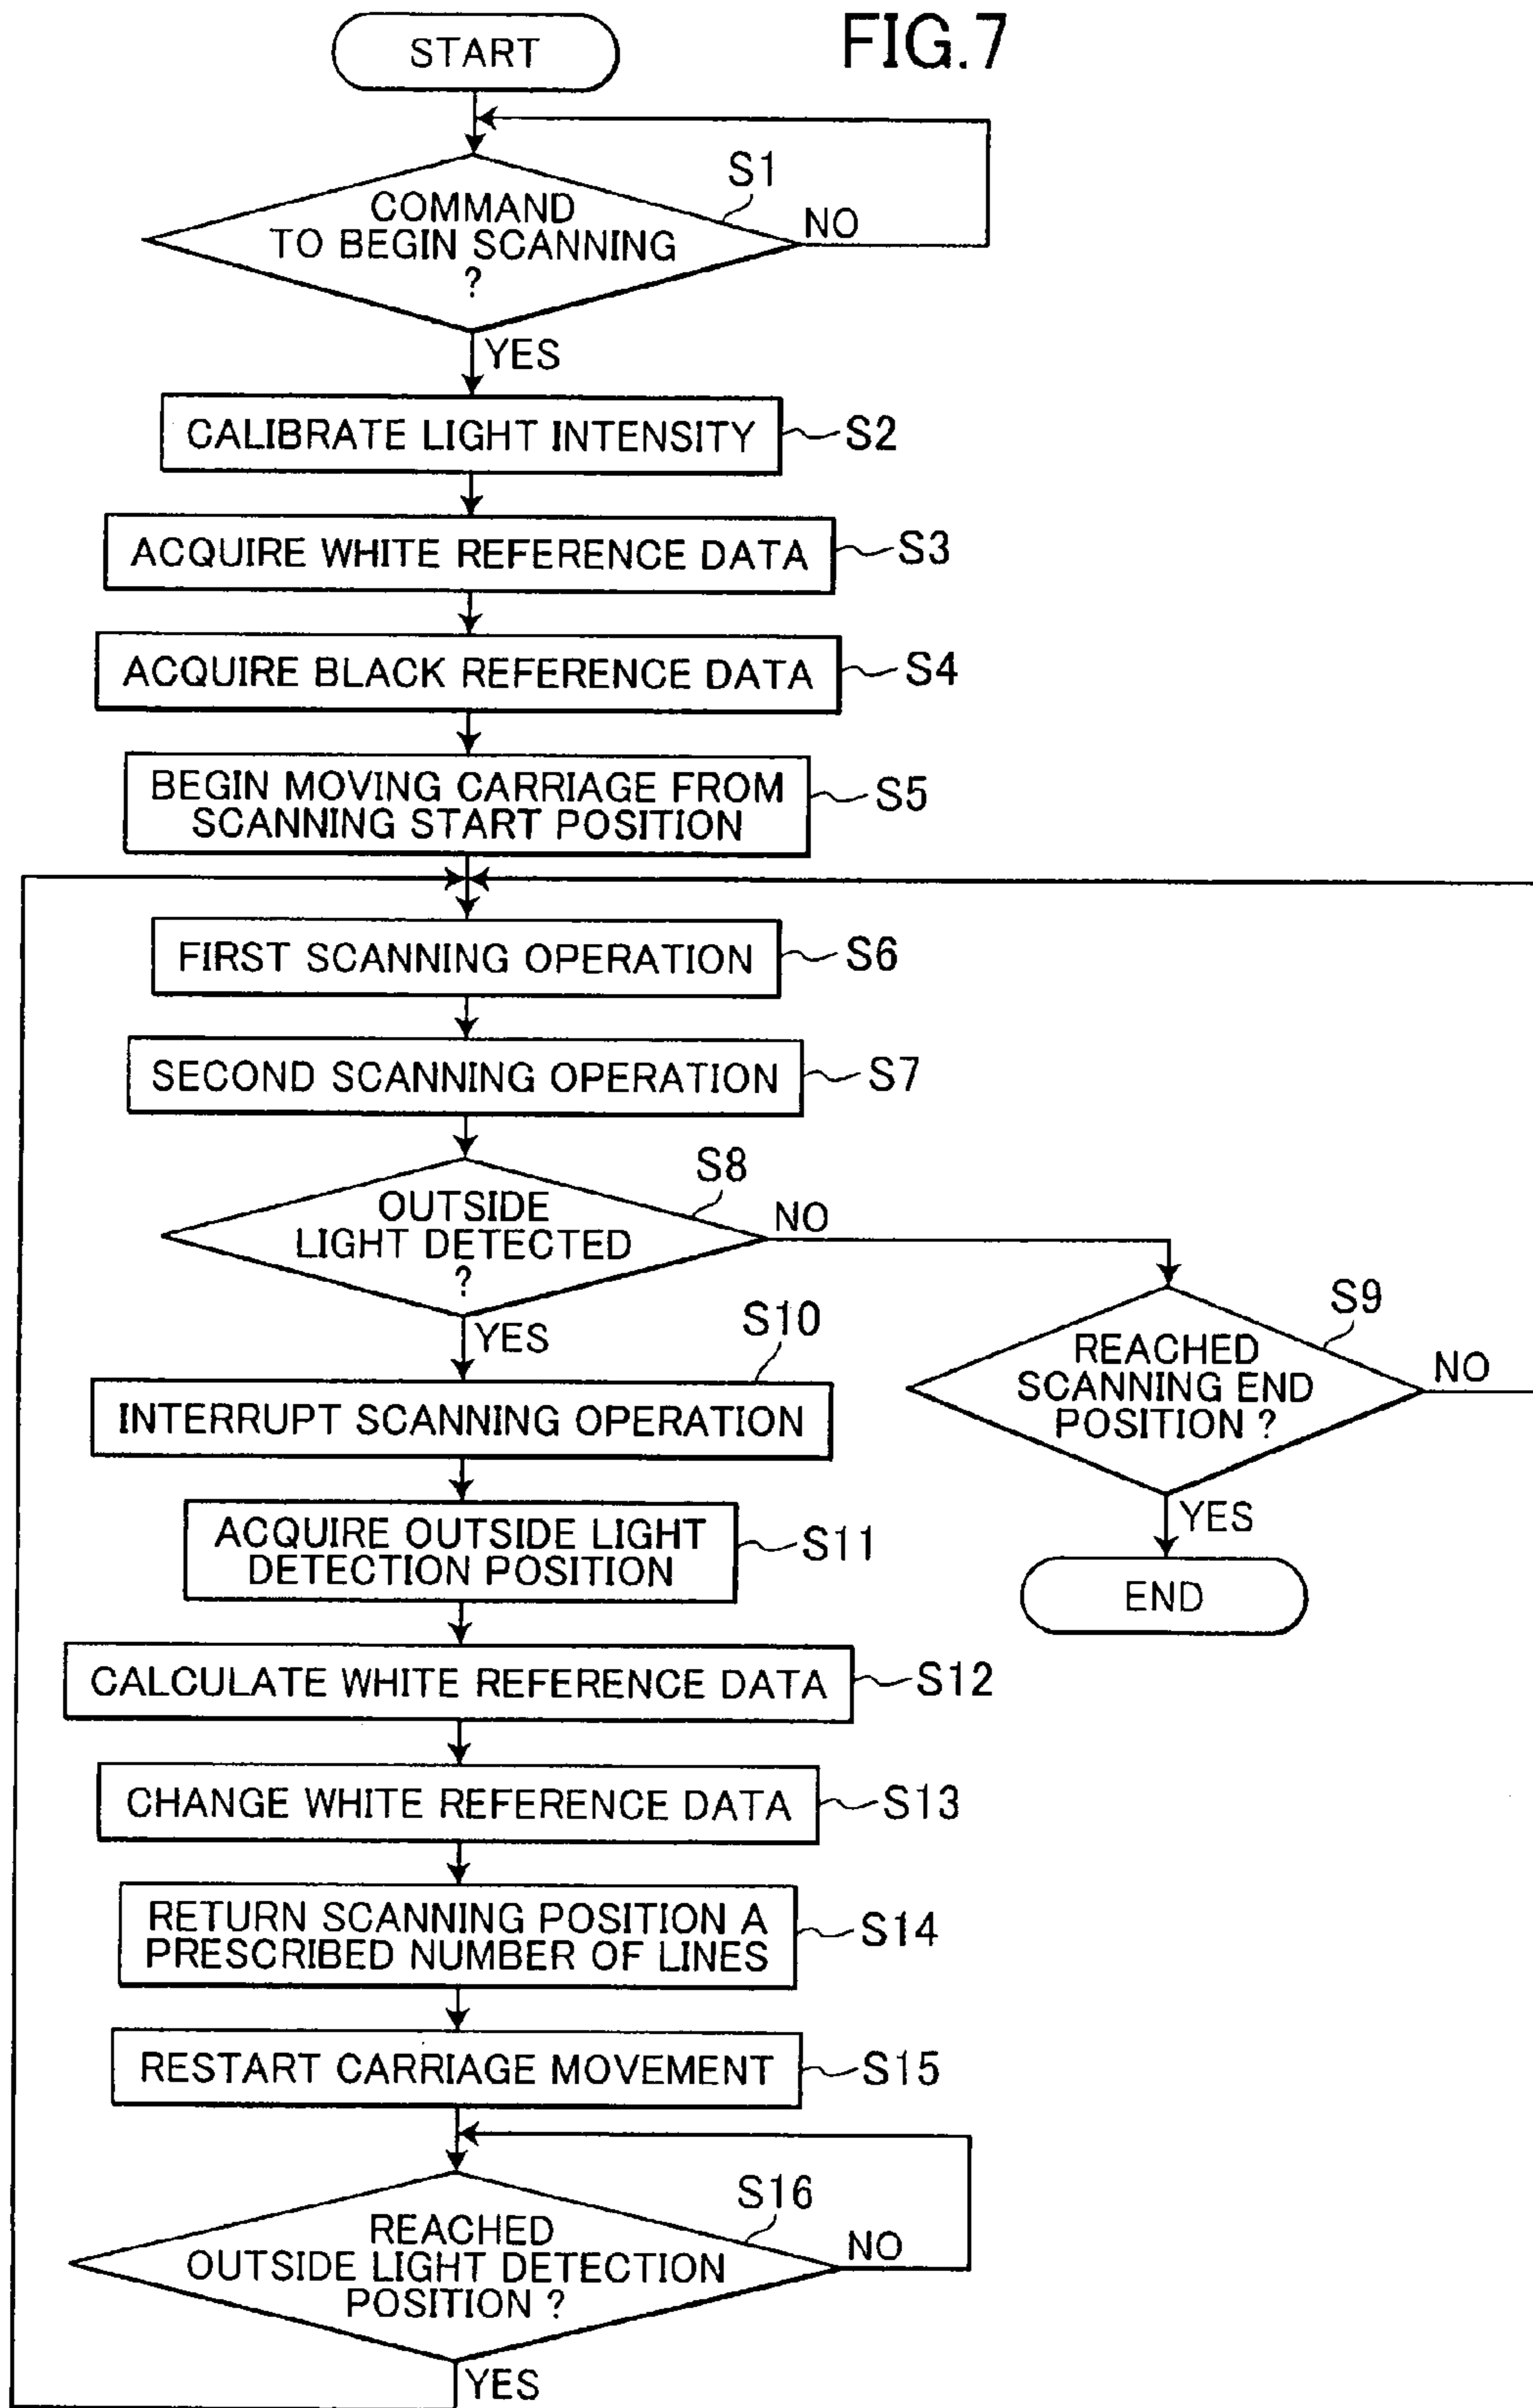 FIG.7
START
S1
COMMAND
TO BEGIN SCANNING
?
NO
YES
CALIBRATE LIGHT INTENSITY
S2
ACQUIRE WHITE REFERENCE DATA
S3
ACQUIRE BLACK REFERENCE DATA
S4
BEGIN MOVING CARRIAGE FROM
SCANNING START POSITION
S5
FIRST SCANNING OPERATION
S6
SECOND SCANNING OPERATION
S7
S8
OUTSIDE
LIGHT DETECTED
?
NO
YES
S9
REACHED
SCANNING END
POSITION ?
NO
YES
END
S10
INTERRUPT SCANNING OPERATION
ACQUIRE OUTSIDE LIGHT
DETECTION POSITION
S11
CALCULATE WHITE REFERENCE DATA
S12
CHANGE WHITE REFERENCE DATA
S13
RETURN SCANNING POSITION A
PRESCRIBED NUMBER OF LINES
S14
RESTART CARRIAGE MOVEMENT
S15
S16
REACHED
OUTSIDE LIGHT DETECTION
POSITION ?
NO
YES